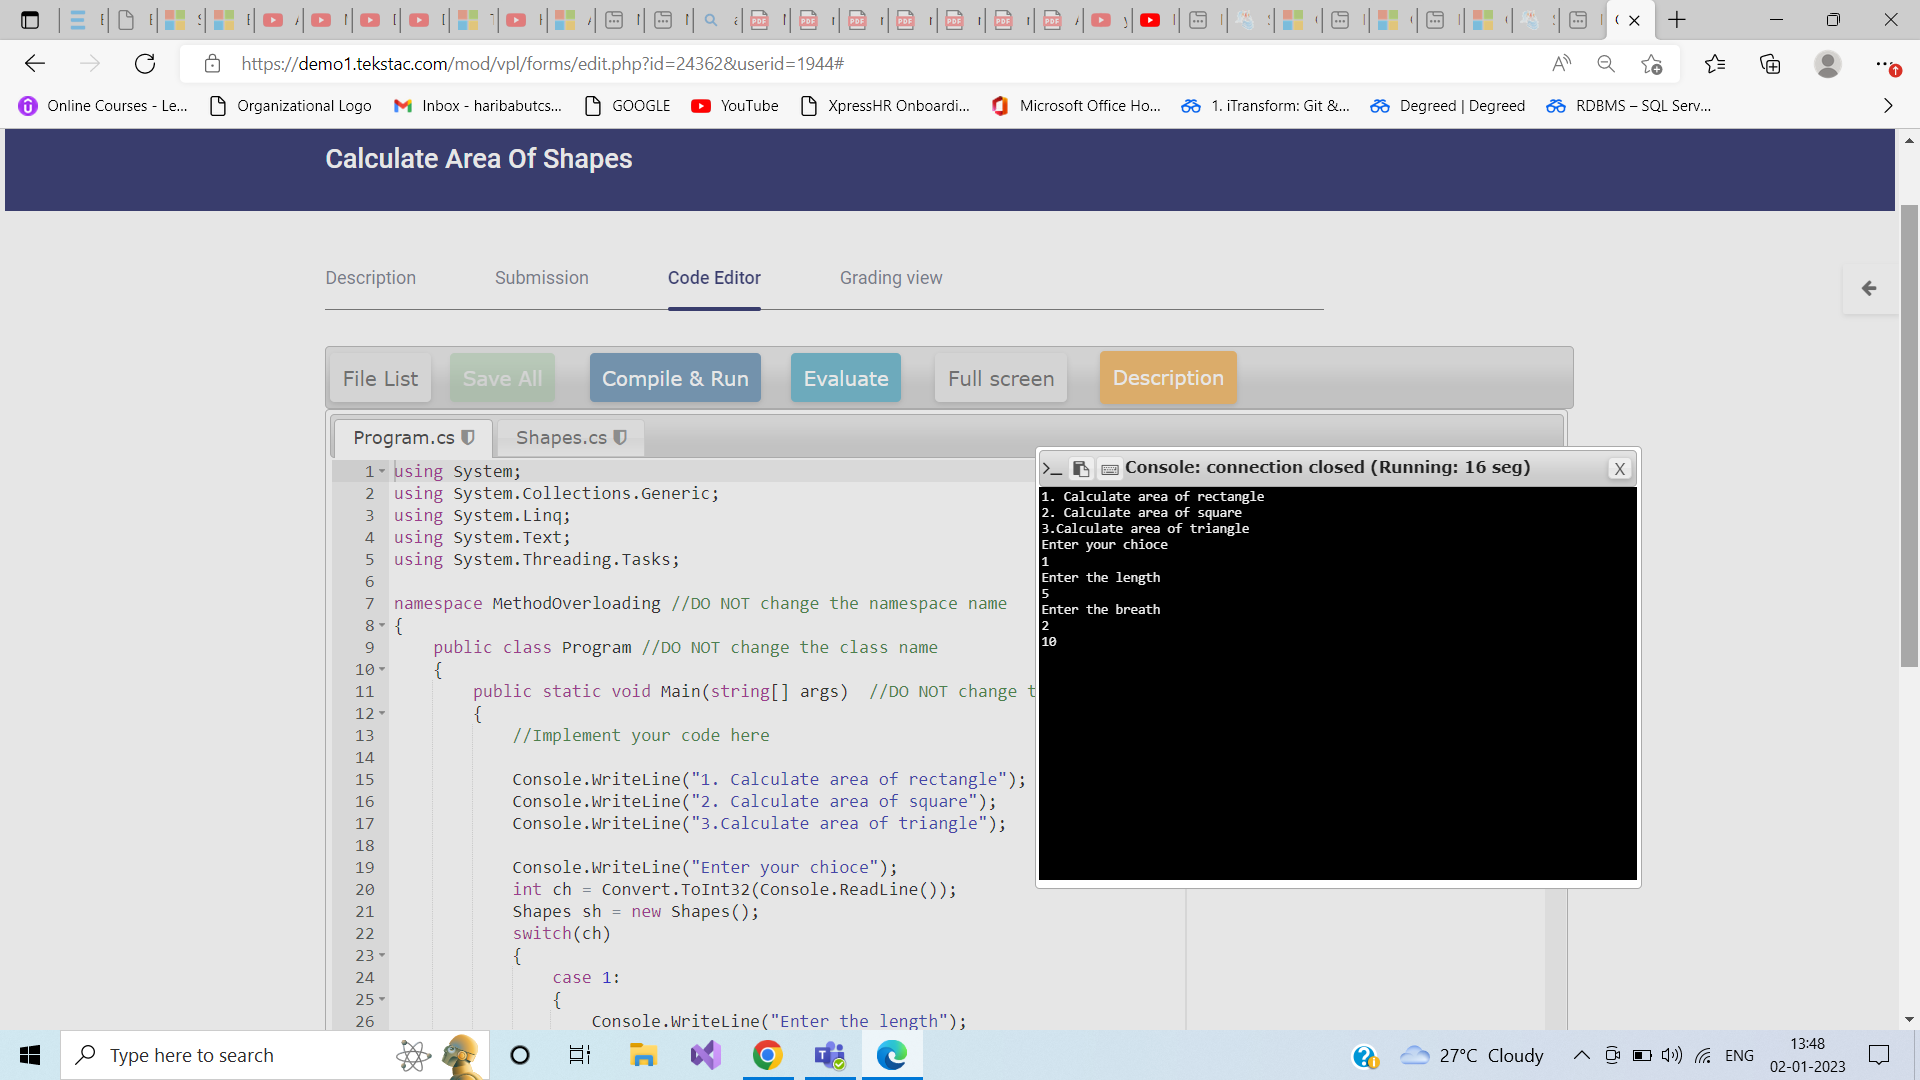 https://demo1.tekstac.com/mod/vpl/forms/edit.php?id=24362&userid=1944#
Online Courses - Le...
Organizational Logo
Inbox - haribabutcs...
GOOGLE
YouTube
XpressHR Onboardi...
Microsoft Office Ho...
1. iTransform: Git &...
Degreed | Degreed
RDBMS – SQL Serv...
Calculate Area Of Shapes
Description
Submission
Code Editor
Grading view
File List
Save All
Compile & Run
Evaluate
Full screen
Description
Program.cs
Shapes.cs
1 using System;
2 using System.Collections.Generic;
3 using System.Linq;
4 using System.Text;
5 using System.Threading.Tasks;
6
7 namespace MethodOverloading //DO NOT change the namespace name
8 {
9 public class Program //DO NOT change the class name
10 {
11 public static void Main(string[] args) //DO NOT change t
12 {
13 //Implement your code here
14
15 Console.WriteLine("1. Calculate area of rectangle");
16 Console.WriteLine("2. Calculate area of square");
17 Console.WriteLine("3.Calculate area of triangle");
18
19 Console.WriteLine("Enter your chioce");
20 int ch = Convert.ToInt32(Console.ReadLine());
21 Shapes sh = new Shapes();
22 switch(ch)
23 {
24 case 1:
25 {
26 Console.WriteLine("Enter the length");
Console: connection closed (Running: 16 seg)
X
1. Calculate area of rectangle
2. Calculate area of square
3.Calculate area of triangle
Enter your chioce
1
Enter the length
5
Enter the breath
2
10
Type here to search
27°C Cloudy
ENG
13:48
02-01-2023